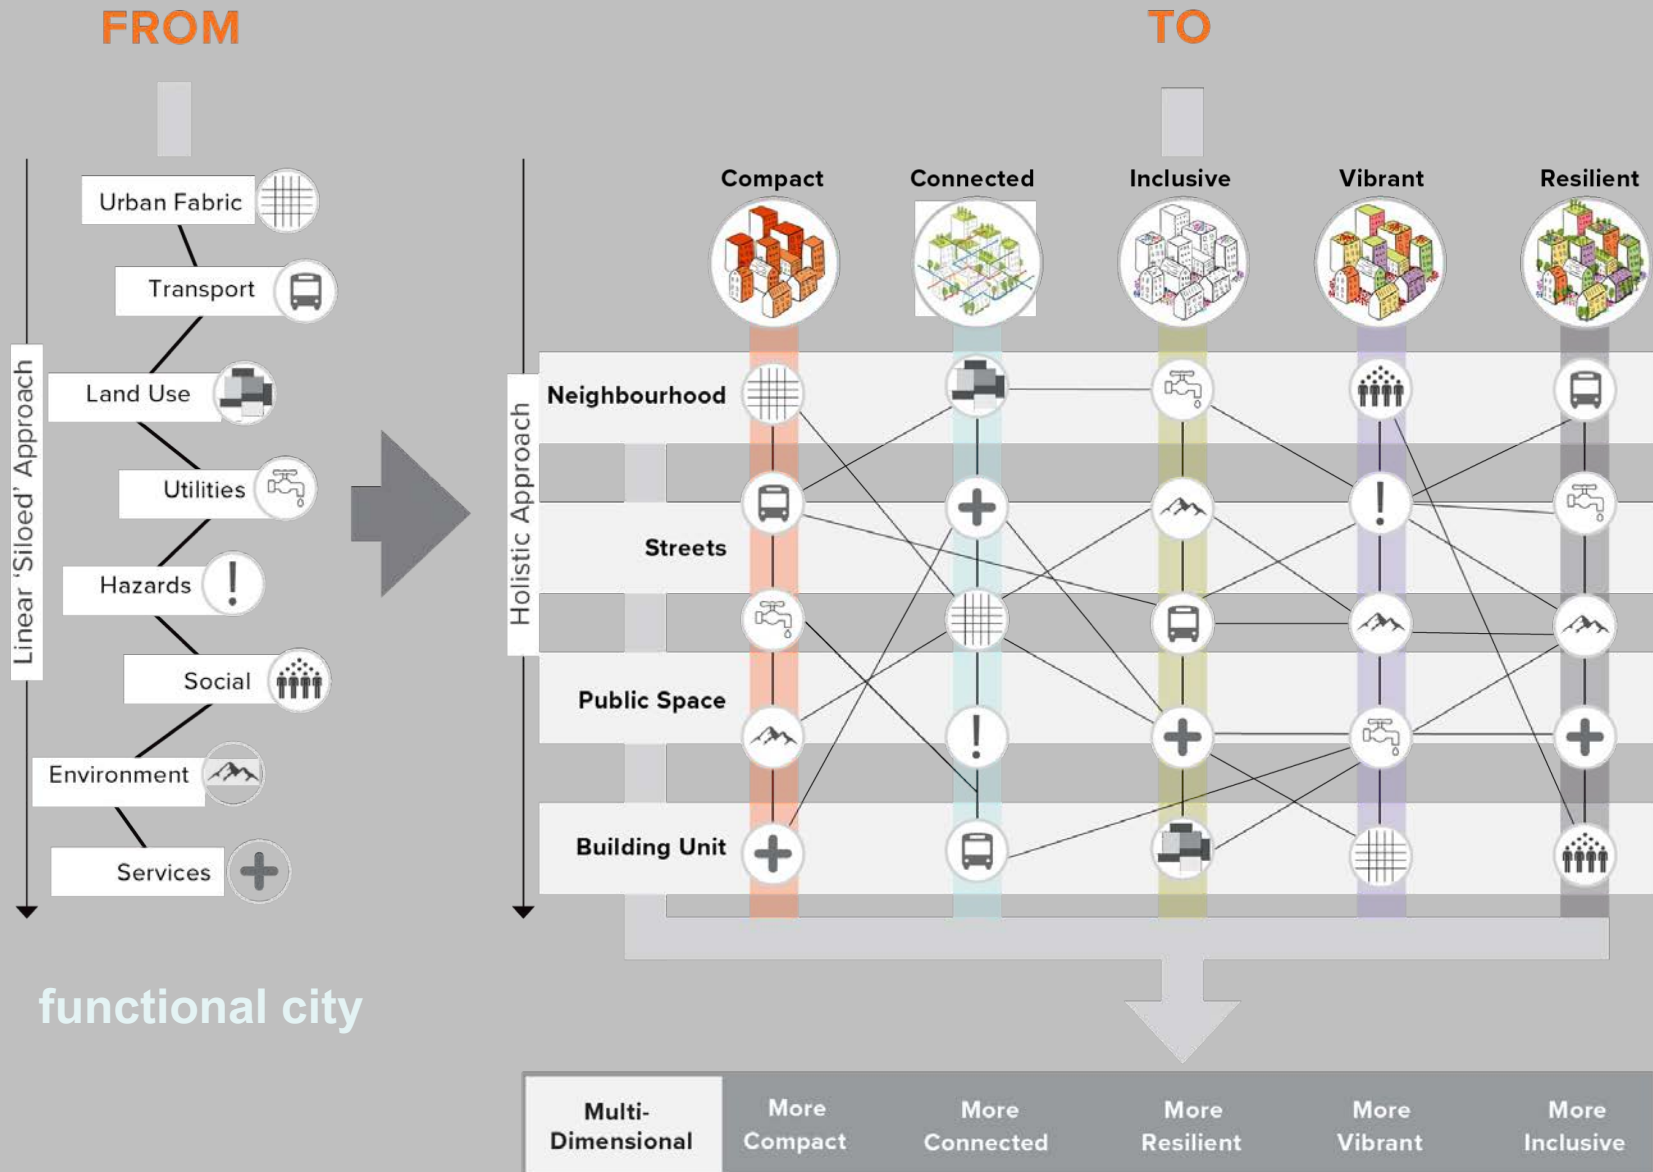 FROM
TO
Linear 'Siloed' Approach
Urban Fabric
Transport
Land Use
Utilities
Hazards
Social
Environment
Services
functional city
Holistic Approach
Compact
Connected
Inclusive
Vibrant
Resilient
Neighbourhood
Streets
Public Space
Building Unit
Multi-
Dimensional
More
Compact
More
Connected
More
Resilient
More
Vibrant
More
Inclusive